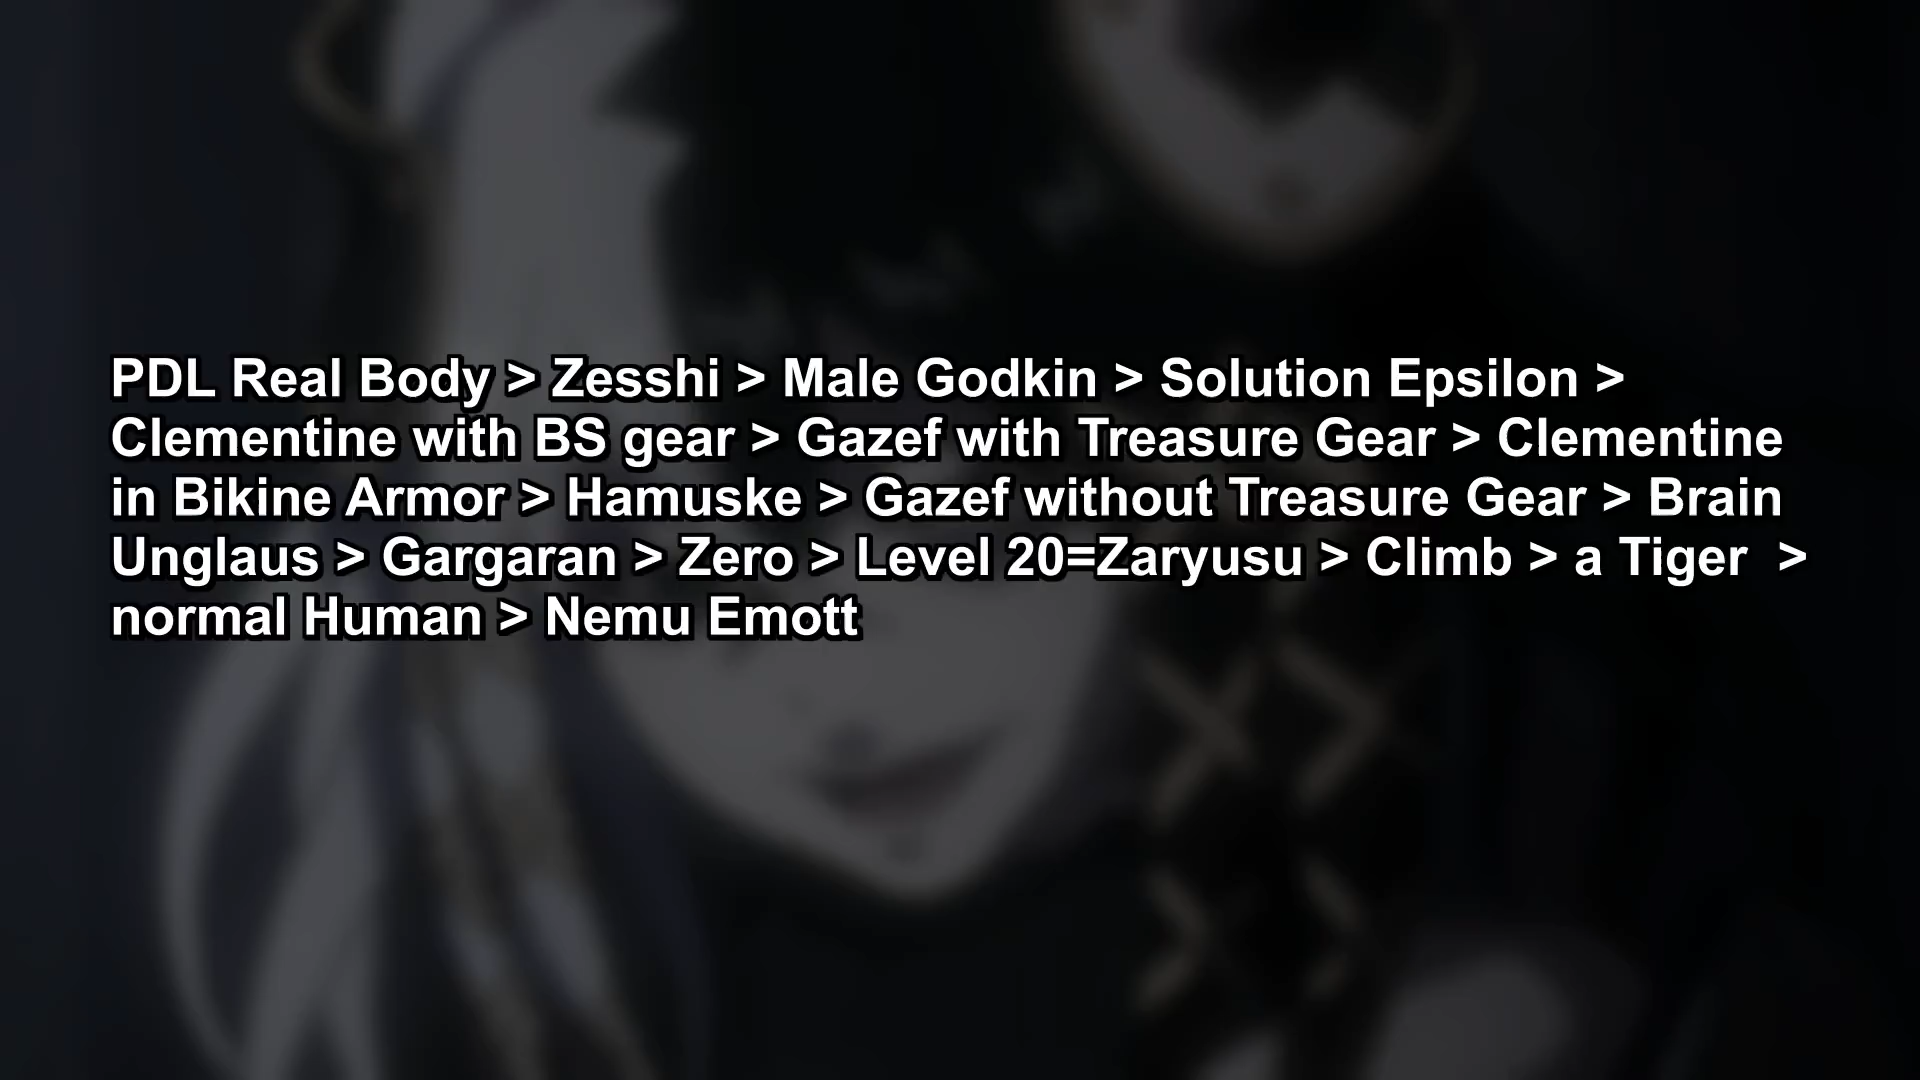 PDL Real Body > Zesshi > Male Godkin > Solution Epsilon >
Clementine with BS gear > Gazef with Treasure Gear > Clementine
in Bikine Armor > Hamuske > Gazef without Treasure Gear > Brain
Unglaus > Gargaran > Zero > Level 20=Zaryusu > Climb > a Tiger  >
normal Human > Nemu Emott